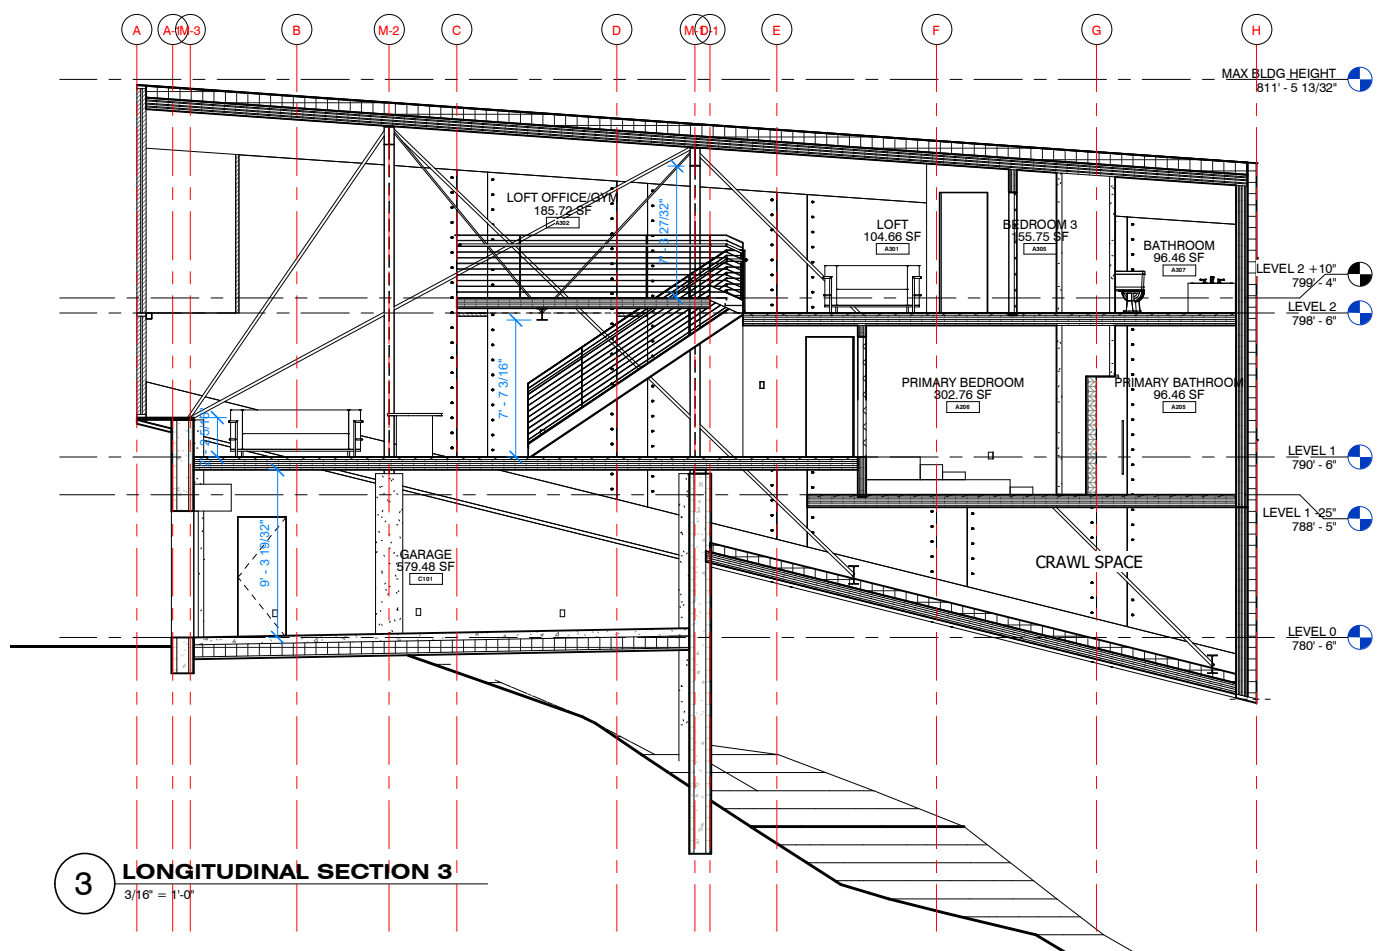 A
A-1
M-3
B
M-2
C
D
M-1
D-1
E
F
G
H
MAX BLDG HEIGHT
811' - 5 13/32"
LOFT OFFICE/GYM
185.72 SF
A302
7' - 3 27/32"
LOFT
104.66 SF
A301
BEDROOM 3
155.75 SF
A305
BATHROOM
96.46 SF
A307
LEVEL 2 +10"
799' - 4"
LEVEL 2
798' - 6"
7' - 7 3/16"
PRIMARY BEDROOM
302.76 SF
A206
PRIMARY BATHROOM
96.46 SF
A205
LEVEL 1
790' - 6"
LEVEL 1 -25"
788' - 5"
9' - 3 19/32"
GARAGE
579.48 SF
C101
CRAWL SPACE
LEVEL 0
780' - 6"
3
LONGITUDINAL SECTION 3
3/16" = 1'-0"